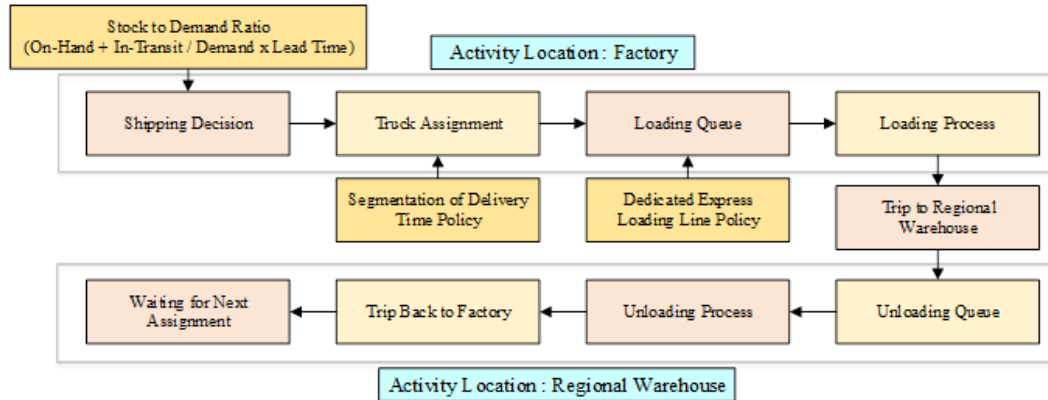 Stock to Demand Ratio
(On-Hand + In-Transit / Demand x Lead Time)
Activity Location : Factory
Shipping Decision
Truck Assignment
Loading Queue
Loading Process
Segmentation of Delivery
Time Policy
Dedicated Express
Loading Line Policy
Trip to Regional
Warehouse
Waiting for Next
Assignment
Trip Back to Factory
Unloading Process
Unloading Queue
Activity Location : Regional Warehouse